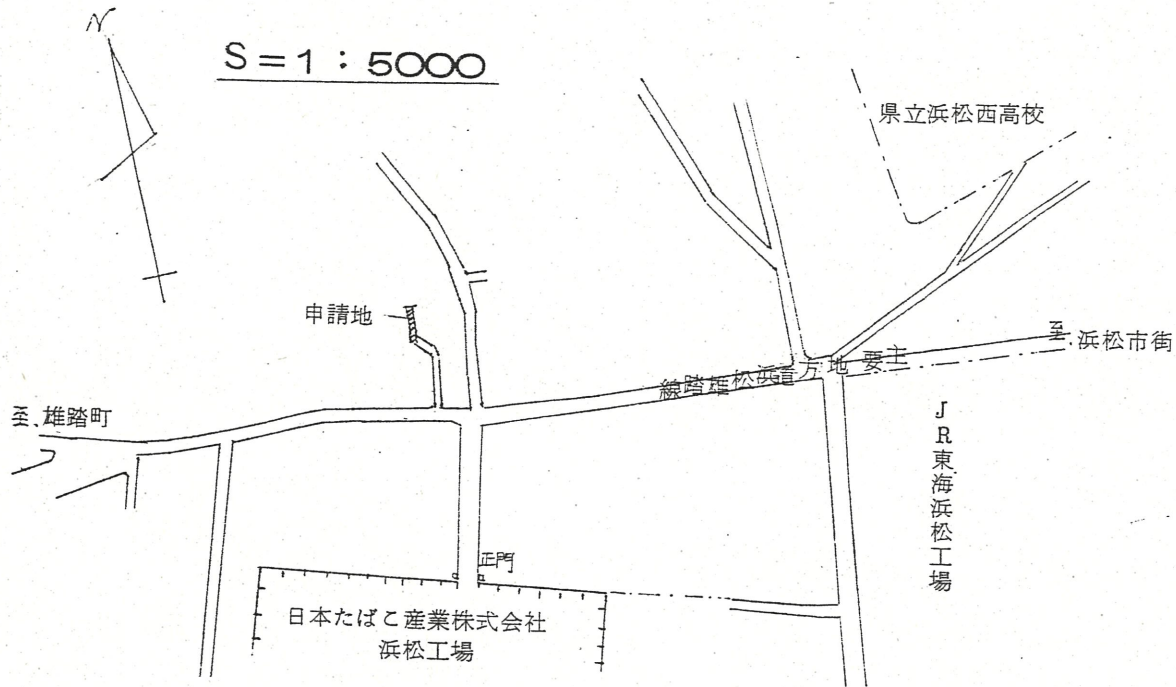 N
S=1:5000
県立浜松西高校
申請地
至.浜松市街
主要地方道浜松雄踏線
至.雄踏町
JR東海浜松工場
正門
日本たばこ産業株式会社
浜松工場